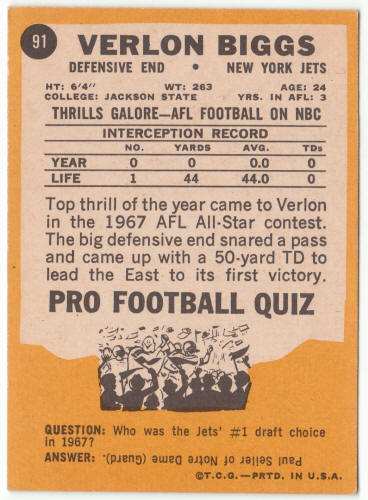 91
VERLON BIGGS
DEFENSIVE END • NEW YORK JETS
HT: 6'4" WT: 263 AGE: 24
COLLEGE: JACKSON STATE YRS. IN AFL: 3
THRILLS GALORE—AFL FOOTBALL ON NBC
INTERCEPTION RECORD
NO. YARDS AVG. TDs
YEAR 0 0 0.0 0
LIFE 1 44 44.0 0
Top thrill of the year came to Verlon
in the 1967 AFL All-Star contest.
The big defensive end snared a pass
and came up with a 50-yard TD to
lead the East to its first victory.
PRO FOOTBALL QUIZ
QUESTION: Who was the Jets' #1 draft choice
in 1967?
ANSWER: Paul Seiler of Notre Dame (Guard).
©T.C.G.—PRTD. IN U.S.A.